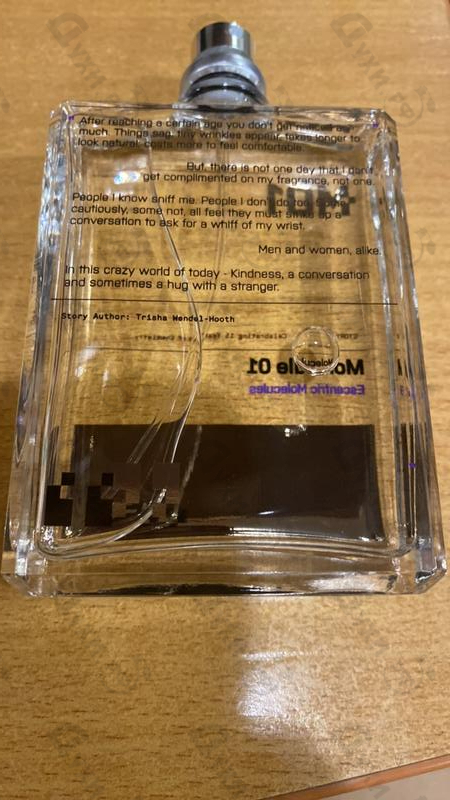 After reaching a certain age you don't get noticed as
much. Things sag, tiny wrinkles appear, takes longer to
look natural, costs more to feel comfortable.
But, there is not one day that I don't
get complimented on my fragrance, not one.
People I know sniff me. People I don't, do too. Some
cautiously, some not, all feel they must strike up a
conversation to ask for a whiff of my wrist.
Men and women, alike.
In this crazy world of today - Kindness, a conversation
and sometimes a hug with a stranger.
Story Author: Trisha Wendel-Hooth
Molecule 01
Escentric Molecules